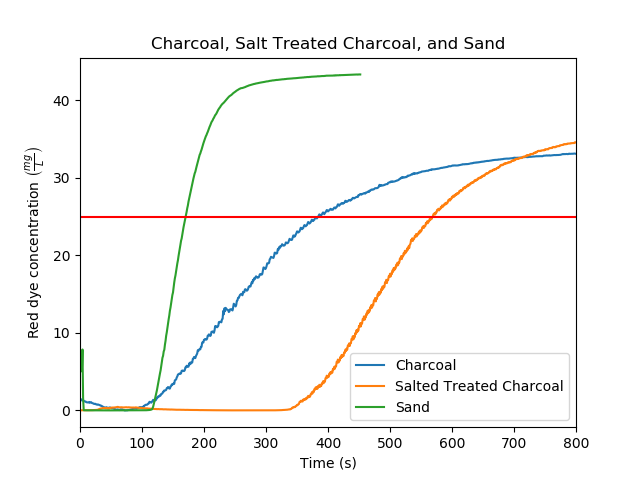 Charcoal, Salt Treated Charcoal, and Sand
Red dye concentration (mg/L)
40
30
20
10
0
0 100 200 300 400 500 600 700 800
Time (s)
Charcoal
Salted Treated Charcoal
Sand